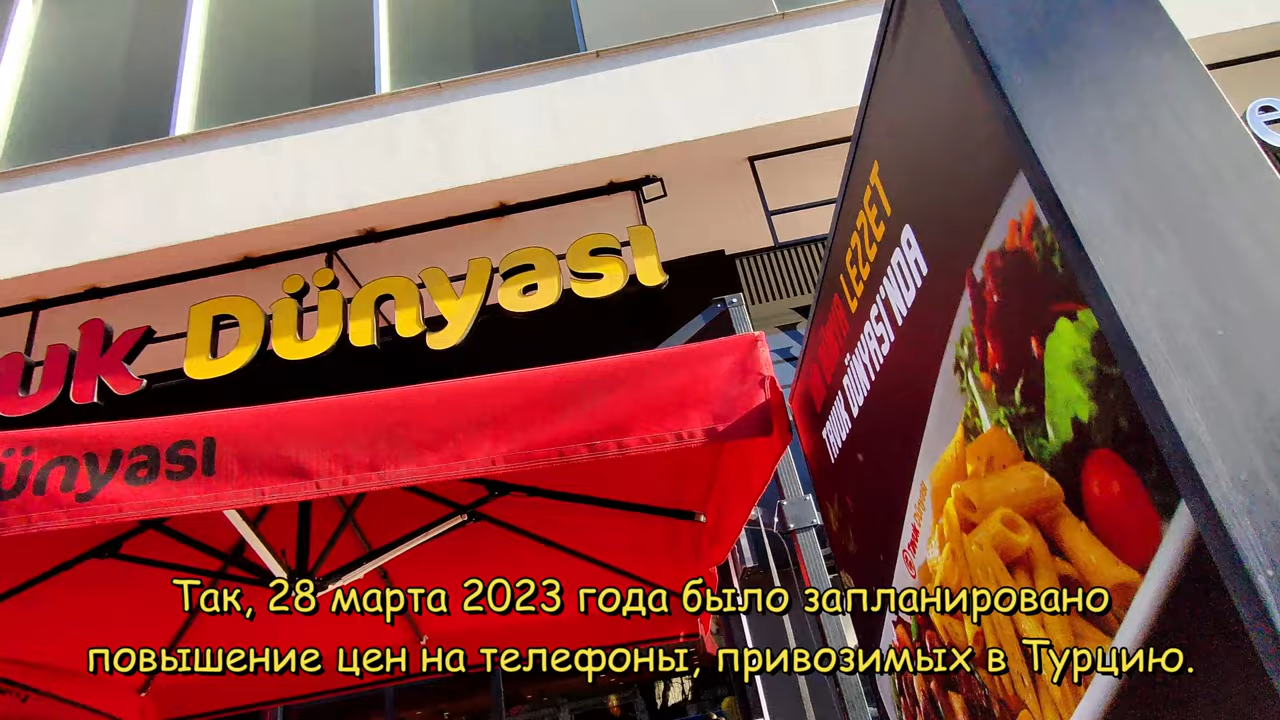 uk Dünyası
ünyası
LEZZET
TAVUK DÜNYASI'NDA
e
Так, 28 марта 2023 года было запланировано
повышение цен на телефоны, привозимых в Турцию.